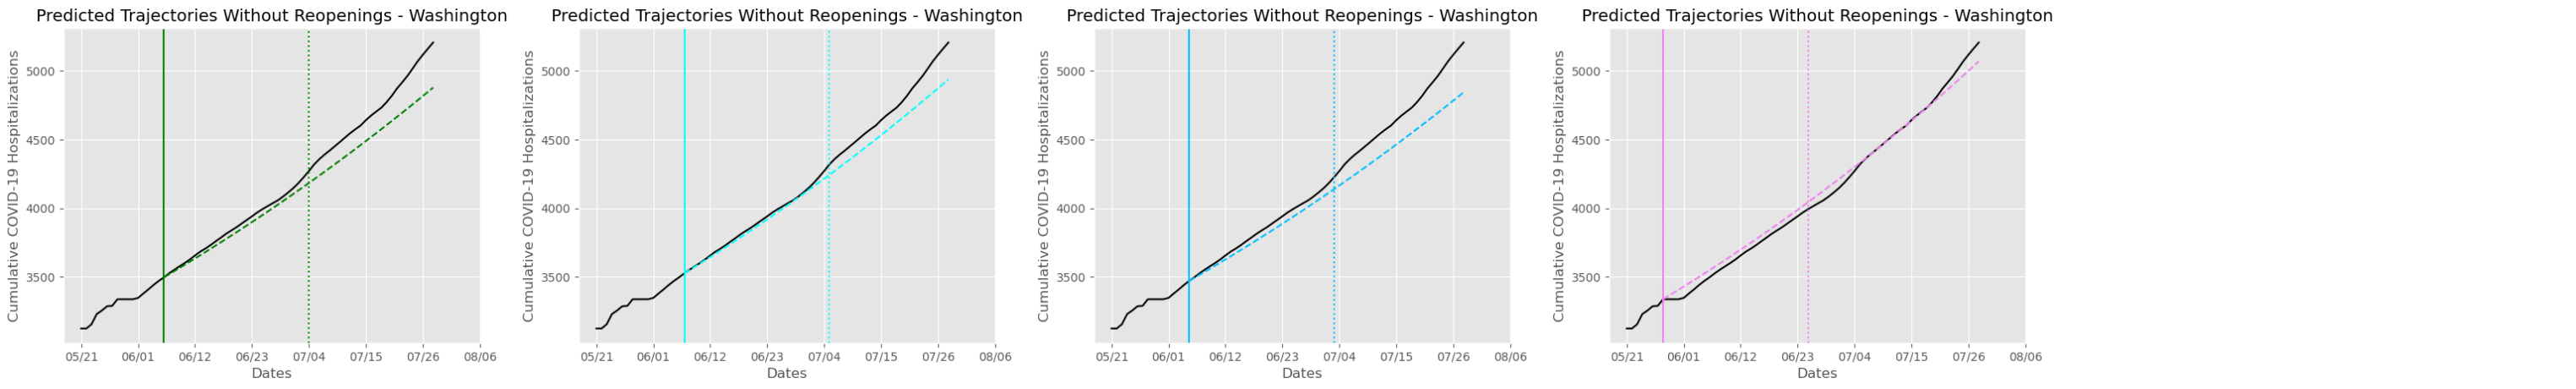 Predicted Trajectories Without Reopenings - Washington
Cumulative COVID-19 Hospitalizations
5000
4500
4000
3500
05/21 06/01 06/12 06/23 07/04 07/15 07/26 08/06
Dates
Predicted Trajectories Without Reopenings - Washington
Cumulative COVID-19 Hospitalizations
5000
4500
4000
3500
05/21 06/01 06/12 06/23 07/04 07/15 07/26 08/06
Dates
Predicted Trajectories Without Reopenings - Washington
Cumulative COVID-19 Hospitalizations
5000
4500
4000
3500
05/21 06/01 06/12 06/23 07/04 07/15 07/26 08/06
Dates
Predicted Trajectories Without Reopenings - Washington
Cumulative COVID-19 Hospitalizations
5000
4500
4000
3500
05/21 06/01 06/12 06/23 07/04 07/15 07/26 08/06
Dates